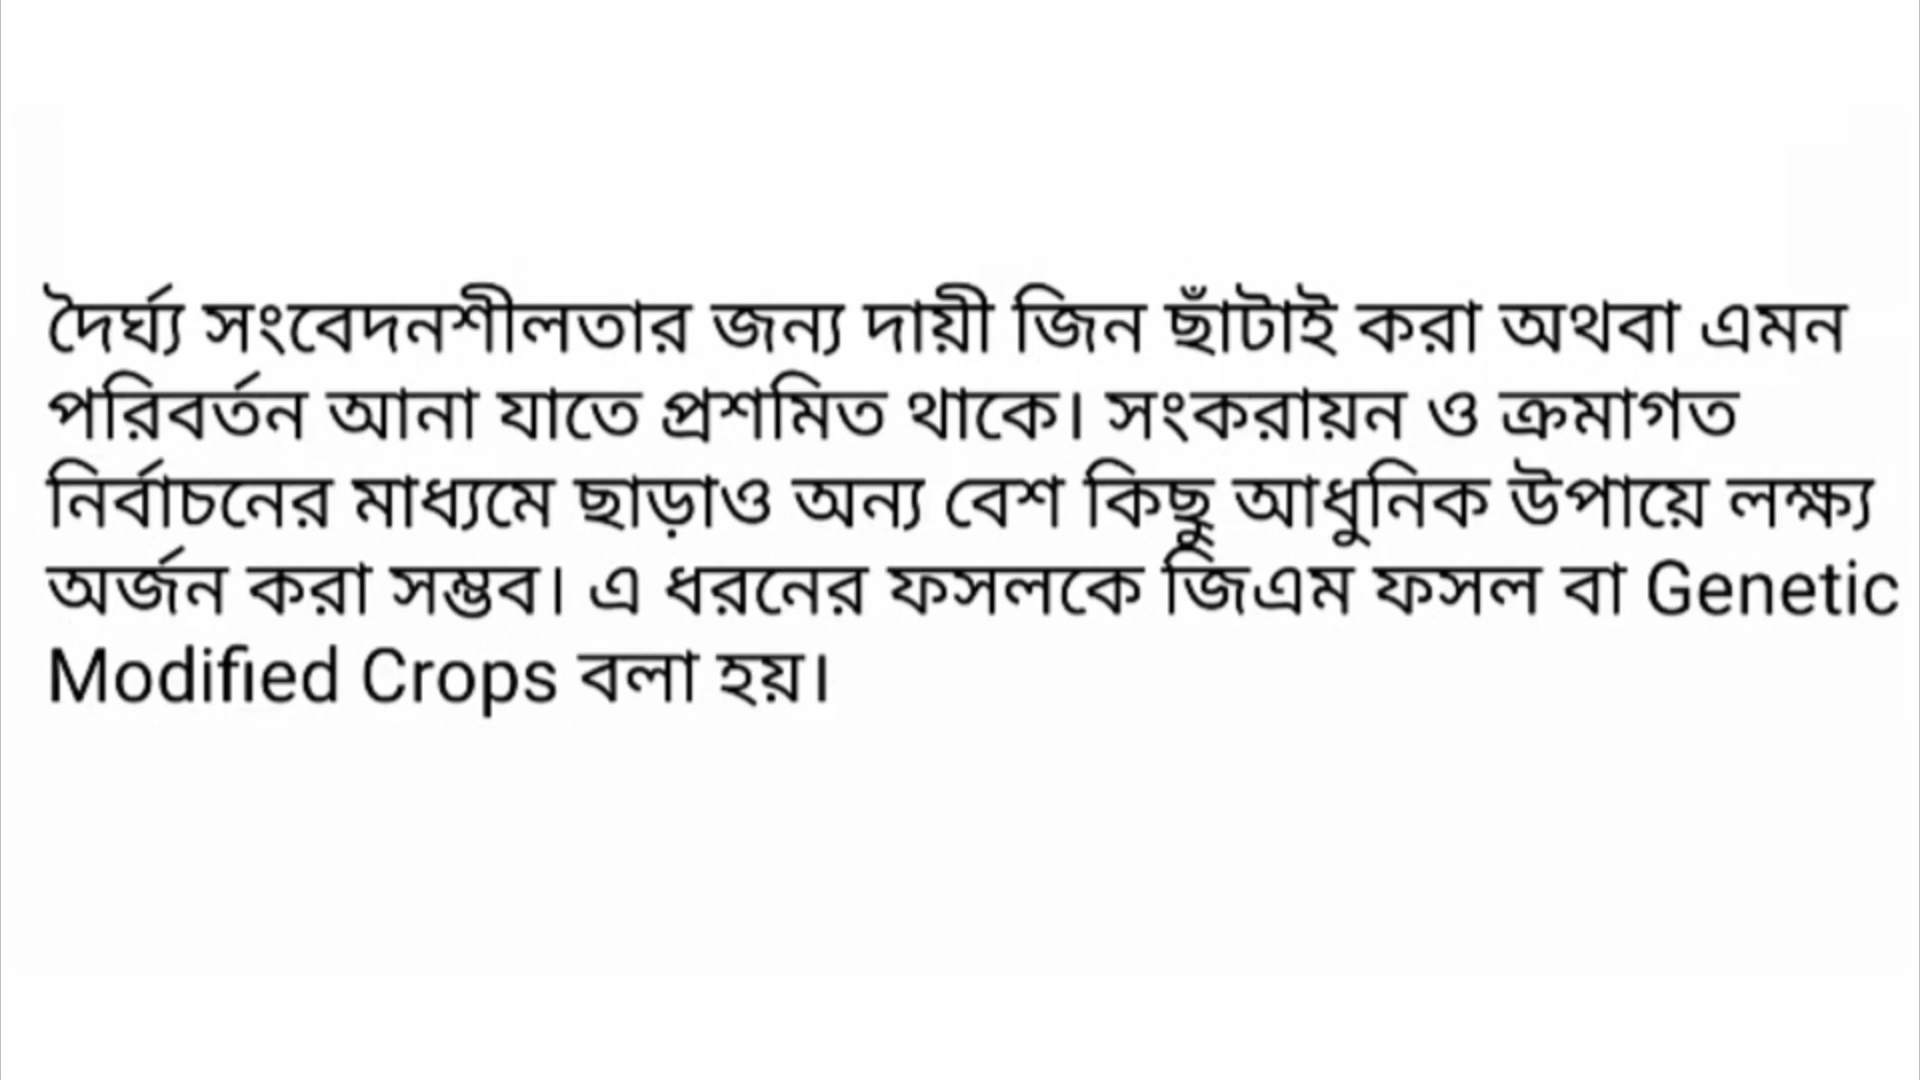 দৈর্ঘ্য সংবেদনশীলতার জন্য দায়ী জিন ছাঁটাই করা অথবা এমন
পরিবর্তন আনা যাতে প্রশমিত থাকে। সংকরায়ন ও ক্রমাগত
নির্বাচনের মাধ্যমে ছাড়াও অন্য বেশ কিছু আধুনিক উপায়ে লক্ষ্য
অর্জন করা সম্ভব। এ ধরনের ফসলকে জিএম ফসল বা Genetic
Modified Crops বলা হয়।